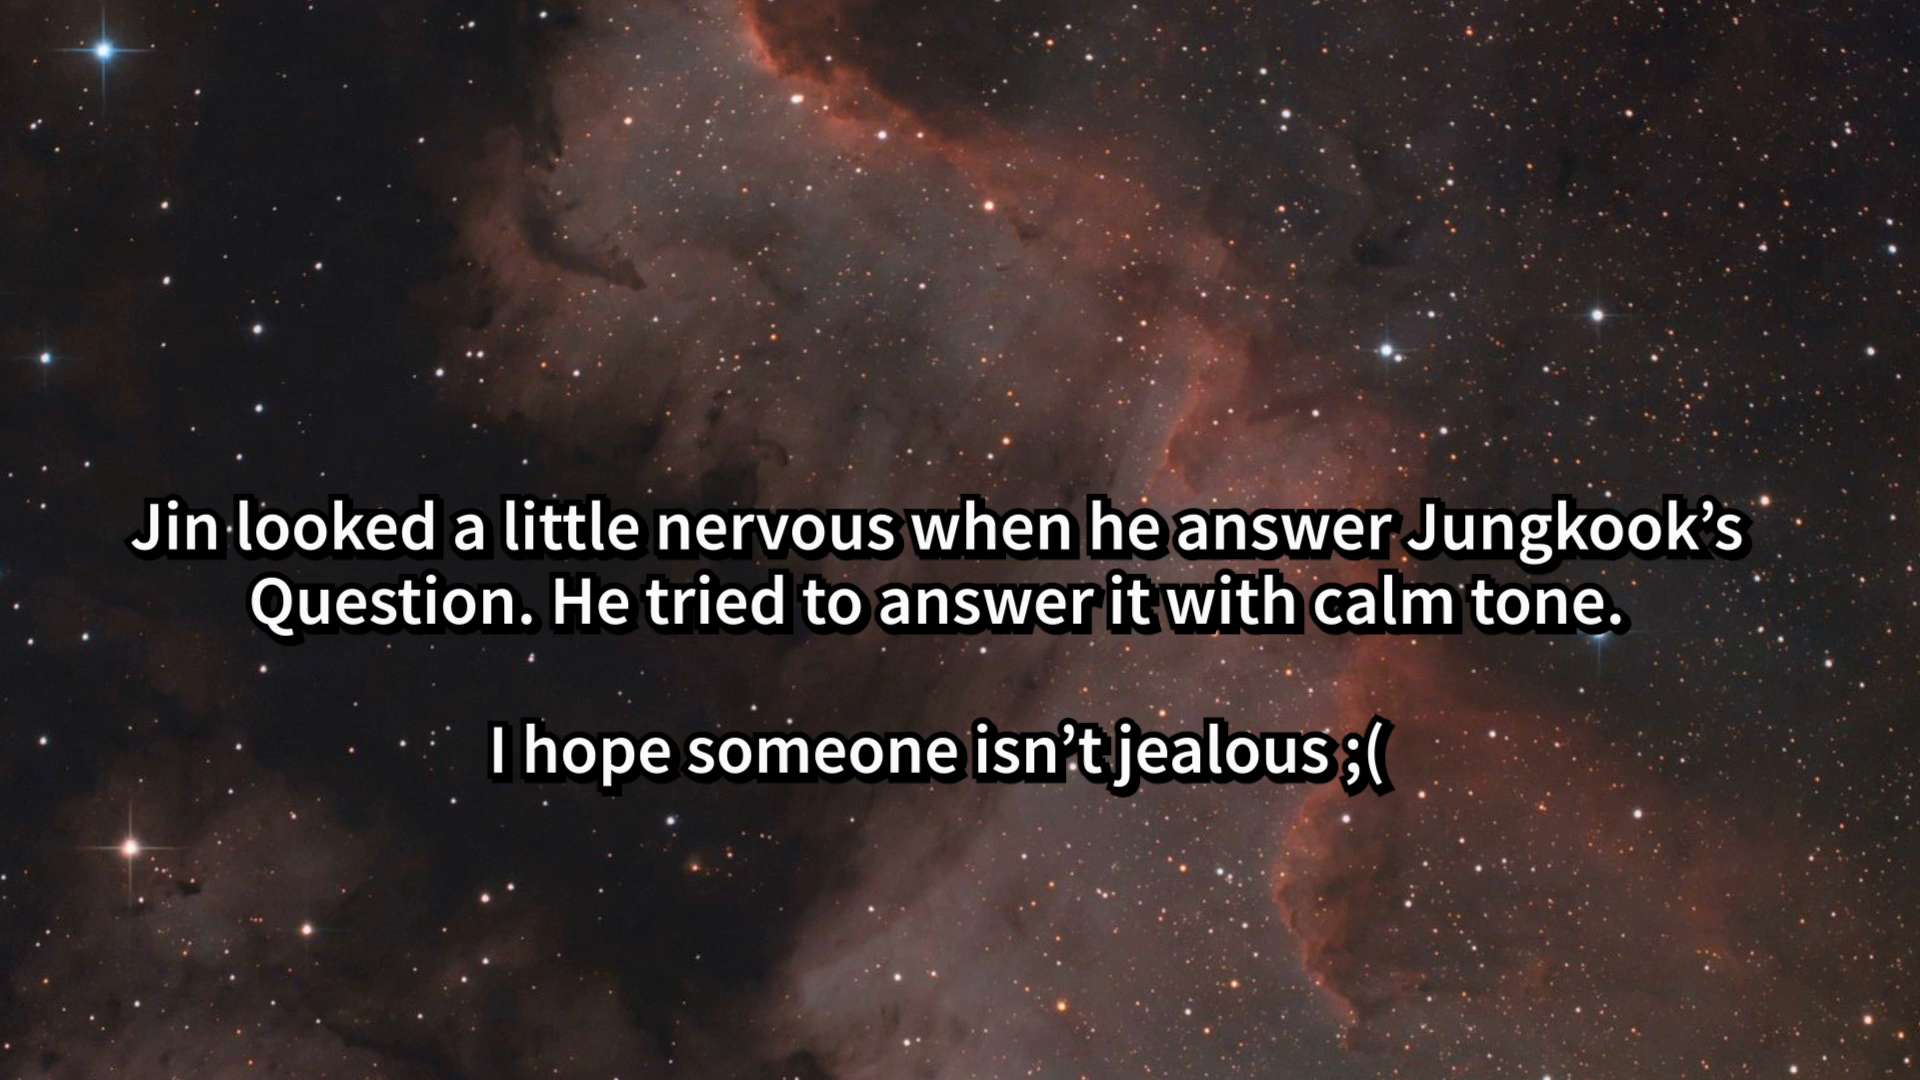 Jin looked a little nervous when he answer Jungkook’s
Question. He tried to answer it with calm tone.
I hope someone isn’t jealous ;(